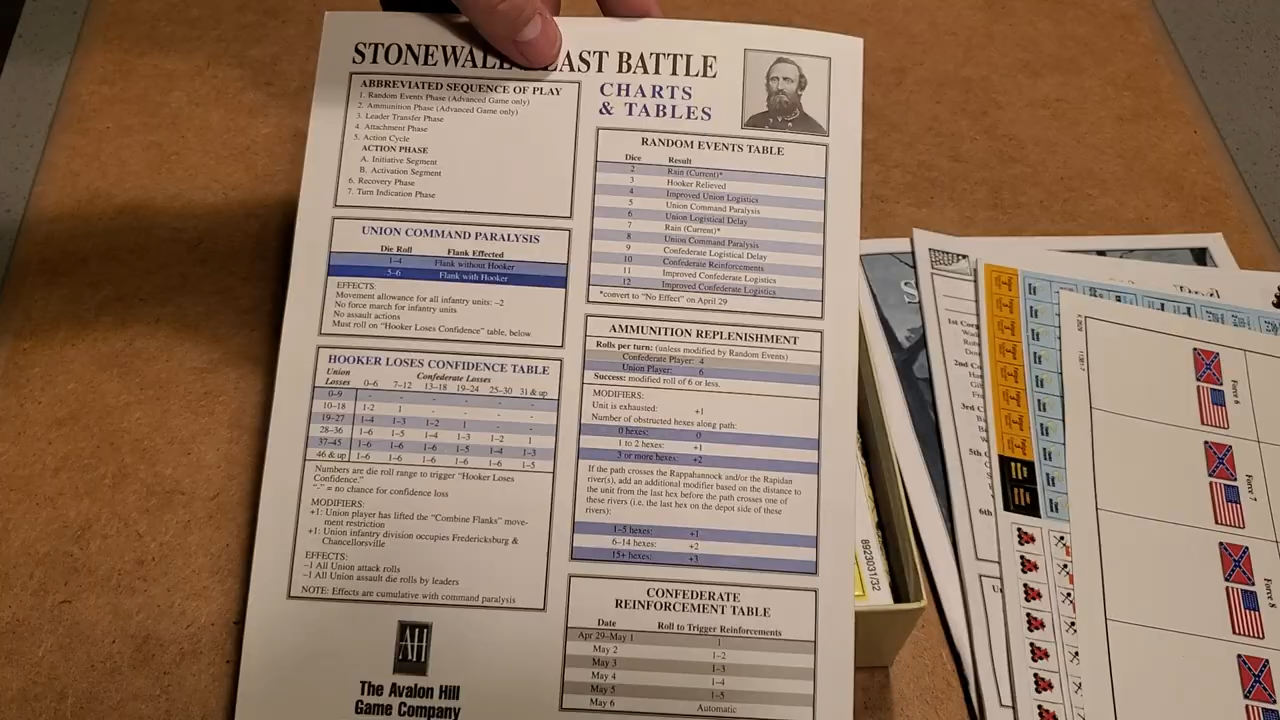 STONEWALL LAST BATTLE
CHARTS
& TABLES
ABBREVIATED SEQUENCE OF PLAY
1. Random Events Phase (Advanced Game only)
2. Ammunition Phase (Advanced Game only)
3. Leader Transfer Phase
4. Attachment Phase
5. Action Cycle
ACTION PHASE
A. Initiative Segment
B. Activation Segment
6. Recovery Phase
7. Turn Indication Phase
UNION COMMAND PARALYSIS
Die Roll Flank Effected
1–4 Flank without Hooker
5–6 Flank with Hooker
EFFECTS:
Movement allowance for all infantry units: –2
No force march for infantry units
No assault actions
Must roll on "Hooker Loses Confidence" table, below.
HOOKER LOSES CONFIDENCE TABLE
Union Confederate Losses
Losses 0–6 7–12 13–18 19–24 25–30 31 & up
0–9 - - - - - -
10–18 1-2 1 - - - -
19–27 1–4 1–3 1–2 1 - -
28–36 1–6 1–5 1–4 1–3 1–2 1
37–45 1–6 1–6 1–6 1–5 1–4 1–3
46 & up 1–6 1–6 1–6 1–6 1–6 1–5
Numbers are die roll range to trigger "Hooker Loses
Confidence."
"-" = no chance for confidence loss
MODIFIERS:
+1: Union player has lifted the "Combine Flanks" move-
ment restriction
+1: Union infantry division occupies Fredericksburg &
Chancellorsville
EFFECTS:
–1 All Union attack rolls
–1 All Union assault die rolls by leaders
NOTE: Effects are cumulative with command paralysis
AH
The Avalon Hill
Game Company
RANDOM EVENTS TABLE
Dice Result
2 Rain (Current)*
3 Hooker Relieved
4 Improved Union Logistics
5 Union Command Paralysis
6 Union Logistical Delay
7 Rain (Current)*
8 Union Command Paralysis
9 Confederate Logistical Delay
10 Confederate Reinforcements
11 Improved Confederate Logistics
12 Improved Confederate Logistics
*convert to "No Effect" on April 29
AMMUNITION REPLENISHMENT
Rolls per turn: (unless modified by Random Events)
Confederate Player: 4
Union Player: 6
Success: modified roll of 6 or less.
MODIFIERS:
Unit is exhausted: +1
Number of obstructed hexes along path:
0 hexes: 0
1 to 2 hexes: +1
3 or more hexes: +2
If the path crosses the Rappahannock and/or the Rapidan
river(s), add an additional modifier based on the distance to
the unit from the last hex before the path crosses one of
these rivers (i.e. the last hex on the depot side of these
rivers):
1–5 hexes: +1
6–14 hexes: +2
15+ hexes: +3
CONFEDERATE
REINFORCEMENT TABLE
Date Roll to Trigger Reinforcements
Apr 29–May 1 1
May 2 1–2
May 3 1–3
May 4 1–4
May 5 1–5
May 6 Automatic
8923031/32
1st Corps
2nd Co
3rd C
5th C
6th
Force 6
Force 7
Force 8